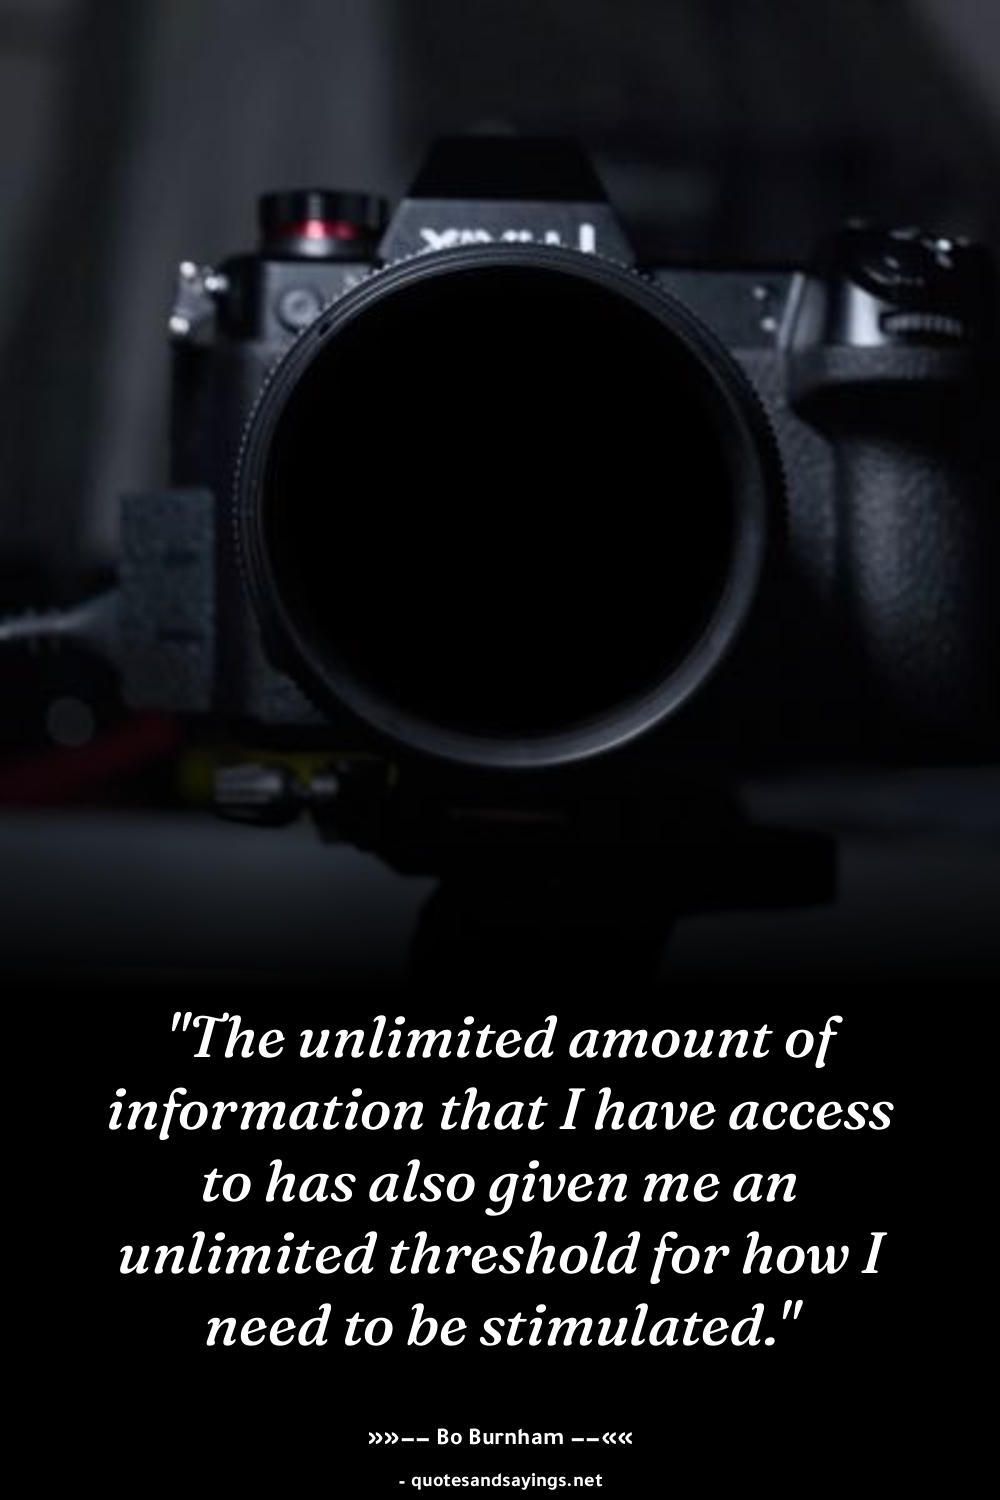 "The unlimited amount of
information that I have access
to has also given me an
unlimited threshold for how I
need to be stimulated."
»»—— Bo Burnham ——««
- quotesandsayings.net